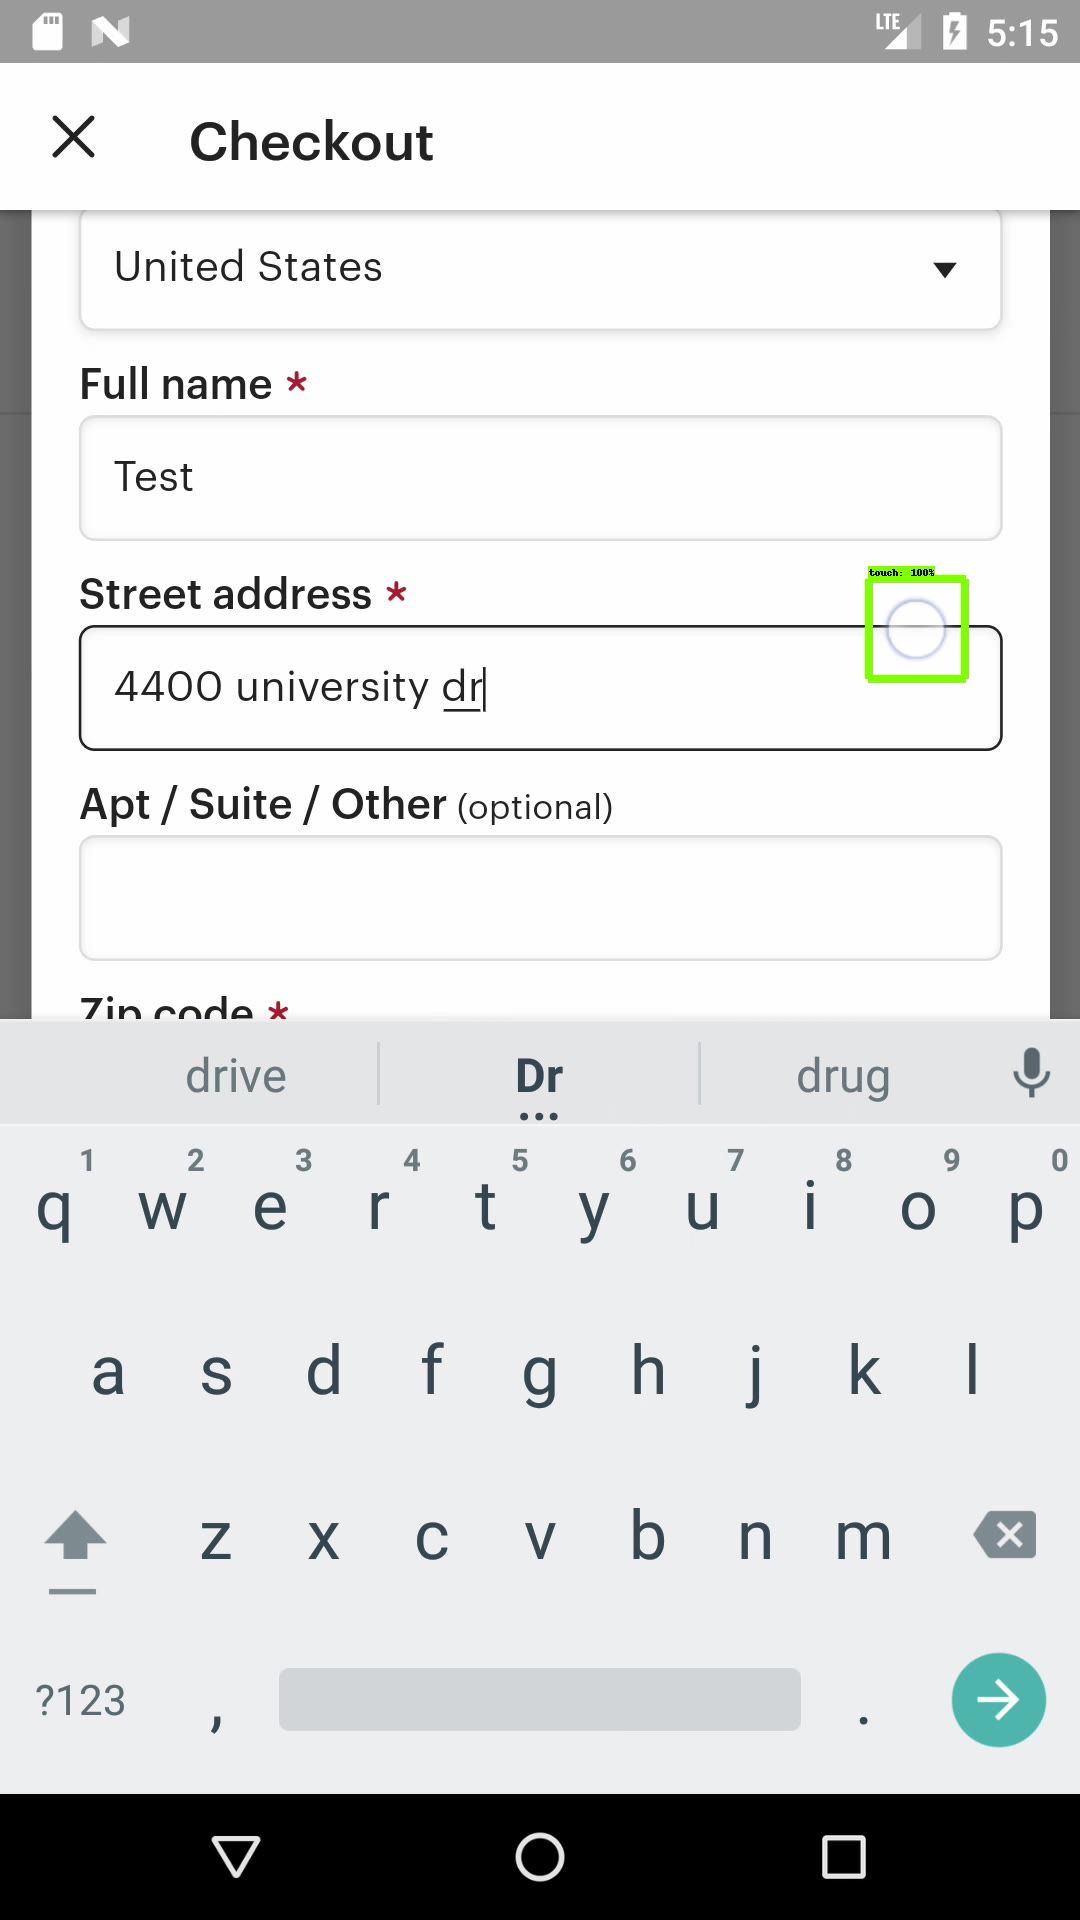 LTE 5:15
Checkout
United States
Full name *
Test
touch: 100%
Street address *
4400 university dr
Apt / Suite / Other (optional)
Zip code *
drive Dr drug
1 2 3 4 5 6 7 8 9 0
q w e r t y u i o p
a s d f g h j k l
z x c v b n m
?123 , .